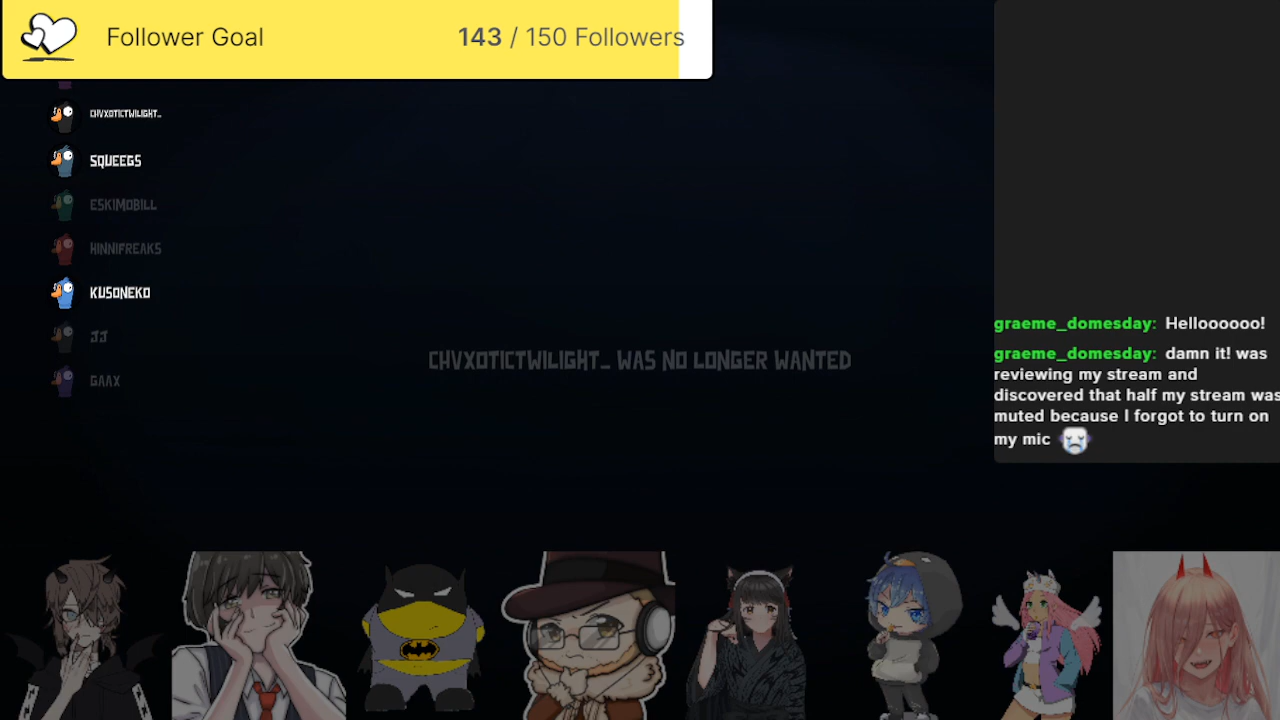 Follower Goal 143 / 150 Followers
CHVXOTICTWILIGHT_
SQUEEGS
ESKIMOBILL
HINNIFREAKS
KUSONEKO
JJ
GAAX
CHVXOTICTWILIGHT_ WAS NO LONGER WANTED
graeme_domesday: Helloooooo!
graeme_domesday: damn it! was
reviewing my stream and
discovered that half my stream was
muted because I forgot to turn on
my mic